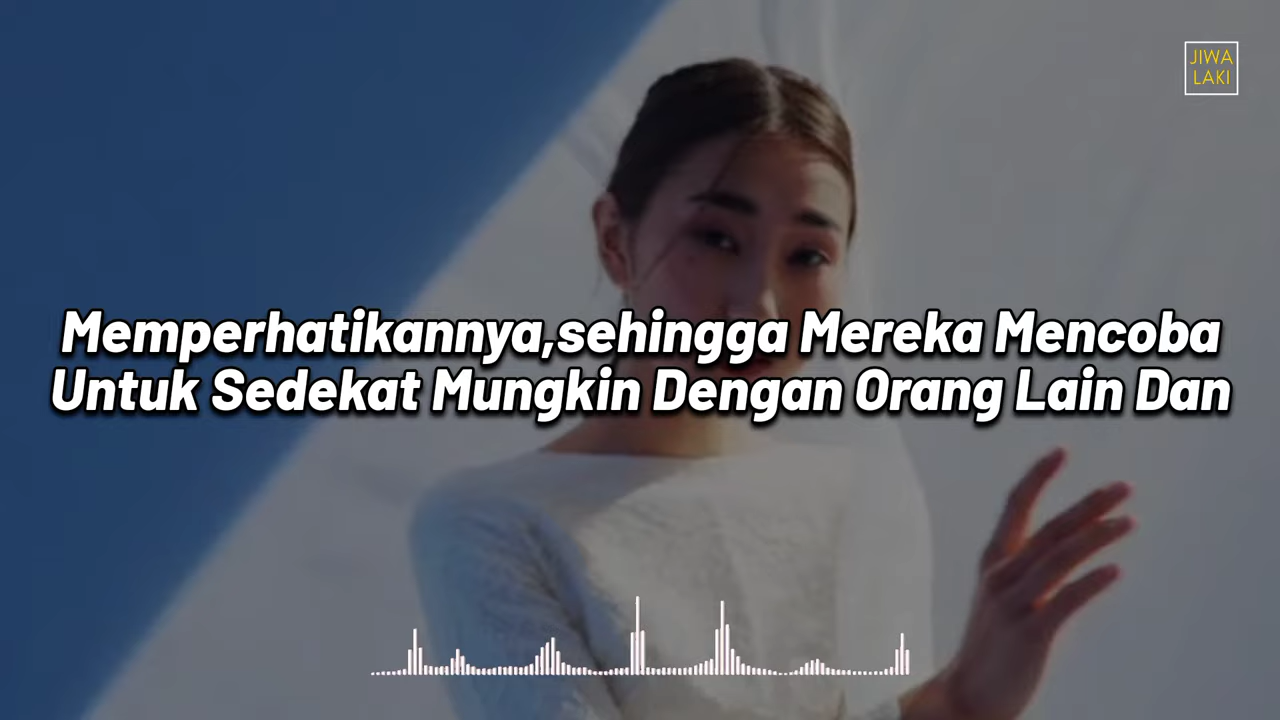 JIWA
LAKI
Memperhatikannya,sehingga Mereka Mencoba
Untuk Sedekat Mungkin Dengan Orang Lain Dan